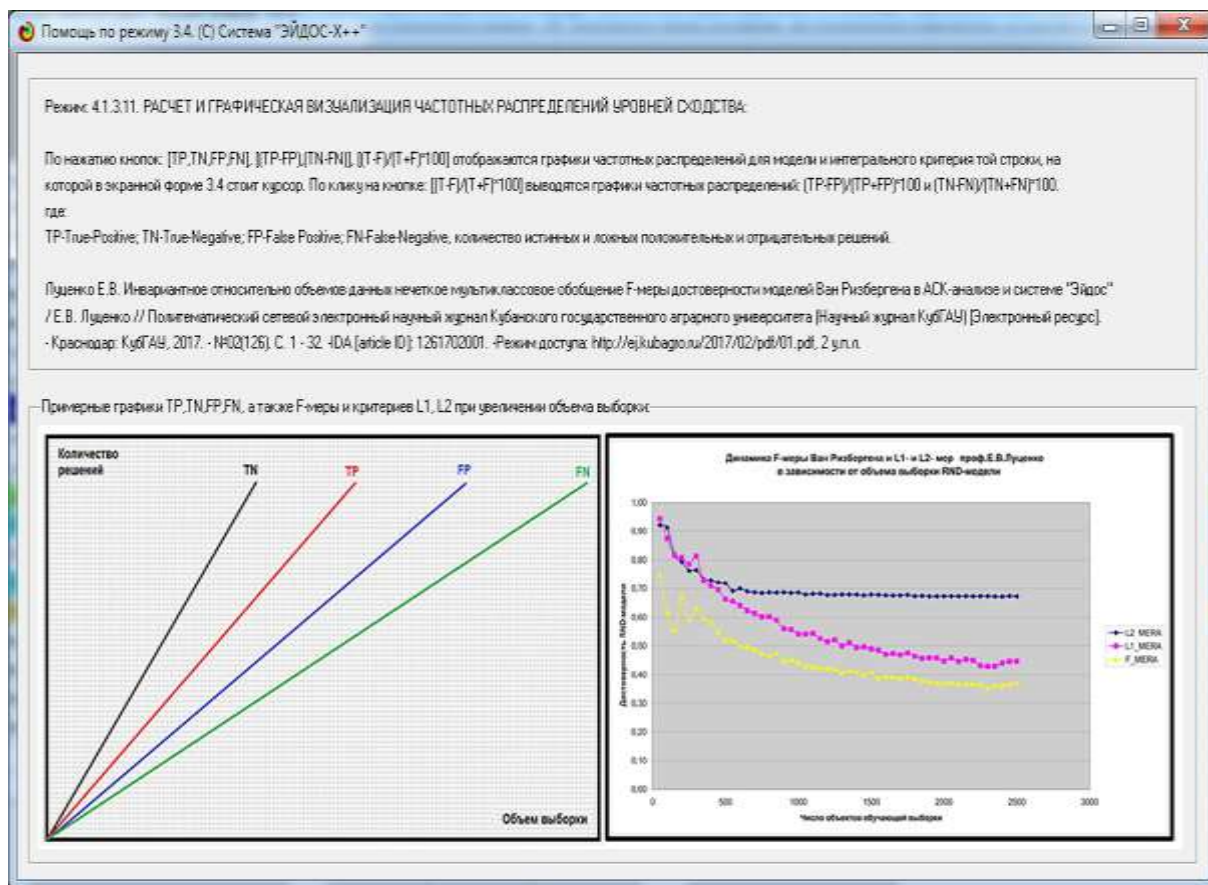 Помощь по режиму 3.4. (C) Система "ЭЙДОС-X++"
Режим: 4.1.3.11. РАСЧЕТ И ГРАФИЧЕСКАЯ ВИЗУАЛИЗАЦИЯ ЧАСТОТНЫХ РАСПРЕДЕЛЕНИЙ УРОВНЕЙ СХОДСТВА:
По нажатию кнопок: [TP,TN,FP,FN], [(TP-FP),(TN-FN)], [(T-F)/(T+F)*100] отображаются графики частотных распределений для модели и интегрального критерия той строки, на
которой в экранной форме 3.4 стоит курсор. По клику на кнопке: [(T-F)/(T+F)*100] выводятся графики частотных распределений: (TP-FP)/(TP+FP)*100 и (TN-FN)/(TN+FN)*100.
где:
TP-True-Positive; TN-True-Negative; FP-False Positive; FN-False-Negative, количество истинных и ложных положительных и отрицательных решений.
Луценко Е.В. Инвариантное относительно объемов данных нечеткое мультиклассовое обобщение F-меры достоверности моделей Ван Ризбергена в АСК-анализе и системе "Эйдос"
/ Е.В. Луценко // Политематический сетевой электронный научный журнал Кубанского государственного аграрного университета (Научный журнал КубГАУ) [Электронный ресурс].
- Краснодар: КубГАУ, 2017. - №02(126). С. 1 - 32. -IDA [article ID]: 1261702001. -Режим доступа: http://ej.kubagro.ru/2017/02/pdf/01.pdf, 2 у.п.л.
Примерные графики TP,TN,FP,FN, а также F-меры и критериев L1, L2 при увеличении объема выборки:
Количество
решений
TN
TP
FP
FN
Объем выборки
Динамика F-меры Ван Ризбергена и L1- и L2- мер проф.Е.В.Луценко
в зависимости от объема выборки RND-модели
1,00
0,90
0,80
0,70
0,60
0,50
0,40
0,30
0,20
0,10
0,00
Достоверность RND-модели
0
500
1000
1500
2000
2500
3000
Число объектов обучающей выборки
L2_MERA
L1_MERA
F_MERA